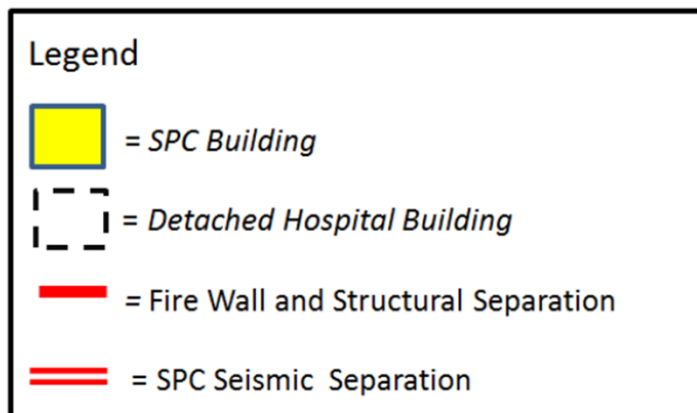 Legend
= SPC Building
= Detached Hospital Building
= Fire Wall and Structural Separation
= SPC Seismic Separation